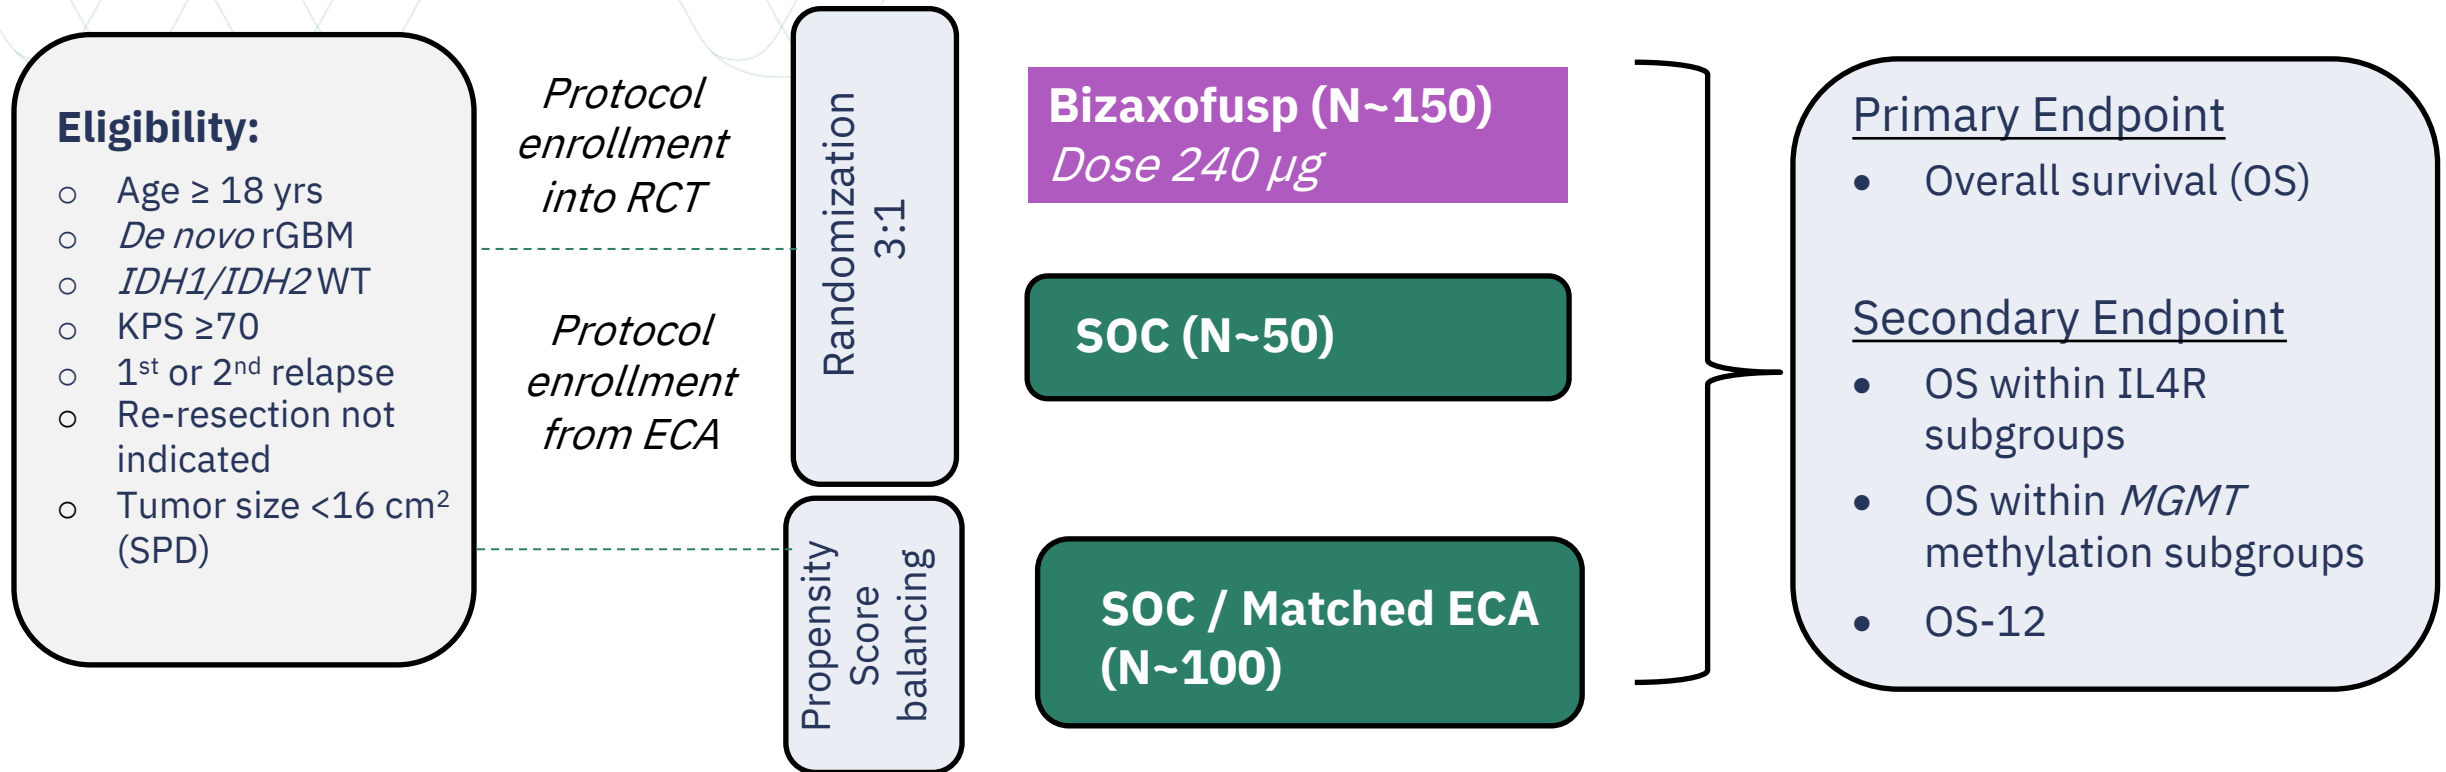 Eligibility:
○ Age ≥ 18 yrs
○ De novo rGBM
○ IDH1/IDH2 WT
○ KPS ≥70
○ 1st or 2nd relapse
○ Re-resection not
indicated
○ Tumor size <16 cm²
(SPD)
Protocol
enrollment
into RCT
Protocol
enrollment
from ECA
Randomization
3:1
Propensity
Score
balancing
Bizaxofusp (N~150)
Dose 240 µg
SOC (N~50)
SOC / Matched ECA
(N~100)
Primary Endpoint
• Overall survival (OS)
Secondary Endpoint
• OS within IL4R
subgroups
• OS within MGMT
methylation subgroups
• OS-12